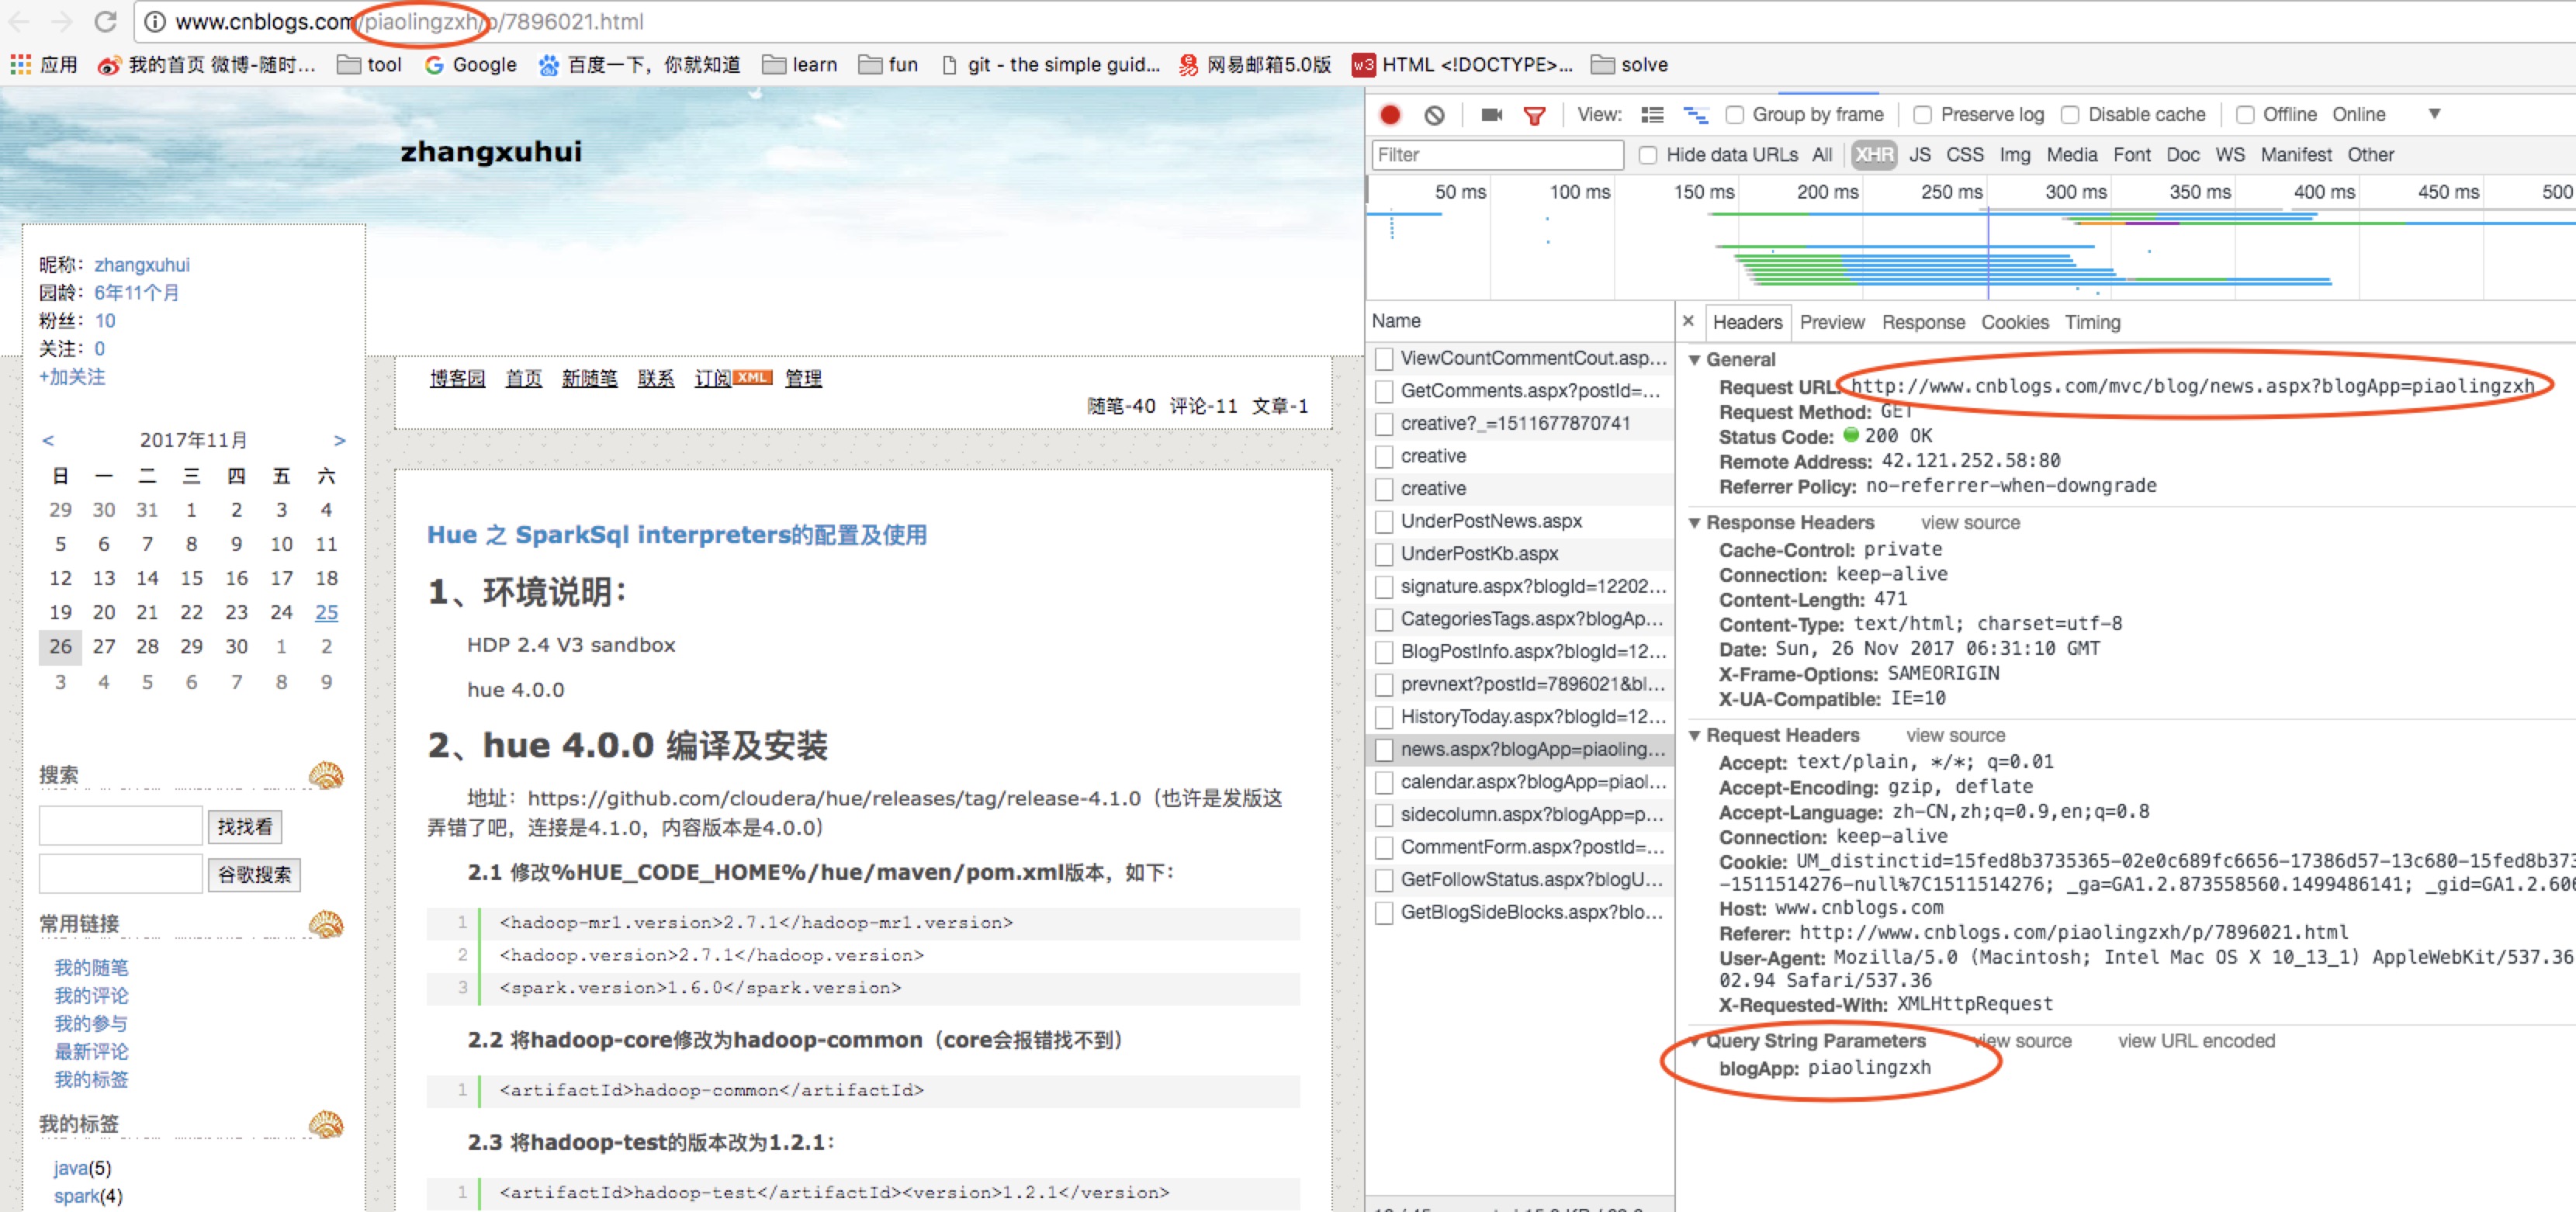 www.cnblogs.com/piaolingzxh/p/7896021.html
应用 我的首页 微博-随时... tool Google 百度一下，你就知道 learn fun git - the simple guid... 网易邮箱5.0版 w3 HTML <!DOCTYPE>... solve
zhangxuhui
昵称：zhangxuhui
园龄：6年11个月
粉丝：10
关注：0
+加关注
< 2017年11月 >
日 一 二 三 四 五 六
29 30 31 1 2 3 4
5 6 7 8 9 10 11
12 13 14 15 16 17 18
19 20 21 22 23 24 25
26 27 28 29 30 1 2
3 4 5 6 7 8 9
搜索
找找看
谷歌搜索
常用链接
我的随笔
我的评论
我的参与
最新评论
我的标签
我的标签
java(5)
spark(4)
博客园 首页 新随笔 联系 订阅 XML 管理
随笔-40 评论-11 文章-1
Hue 之 SparkSql interpreters的配置及使用
1、环境说明：
HDP 2.4 V3 sandbox
hue 4.0.0
2、hue 4.0.0 编译及安装
地址：https://github.com/cloudera/hue/releases/tag/release-4.1.0（也许是发版这
弄错了吧，连接是4.1.0，内容版本是4.0.0）
2.1 修改%HUE_CODE_HOME%/hue/maven/pom.xml版本，如下：
1 <hadoop-mr1.version>2.7.1</hadoop-mr1.version>
2 <hadoop.version>2.7.1</hadoop.version>
3 <spark.version>1.6.0</spark.version>
2.2 将hadoop-core修改为hadoop-common（core会报错找不到）
1 <artifactId>hadoop-common</artifactId>
2.3 将hadoop-test的版本改为1.2.1：
1 <artifactId>hadoop-test</artifactId><version>1.2.1</version>
View: Group by frame Preserve log Disable cache Offline Online
Filter Hide data URLs All XHR JS CSS Img Media Font Doc WS Manifest Other
50 ms 100 ms 150 ms 200 ms 250 ms 300 ms 350 ms 400 ms 450 ms 500
Name
ViewCountCommentCout.asp...
GetComments.aspx?postId=...
creative?_=1511677870741
creative
creative
UnderPostNews.aspx
UnderPostKb.aspx
signature.aspx?blogId=12202...
CategoriesTags.aspx?blogAp...
BlogPostInfo.aspx?blogId=12...
prevnext?postId=7896021&bl...
HistoryToday.aspx?blogId=12...
news.aspx?blogApp=piaoling...
calendar.aspx?blogApp=piaol...
sidecolumn.aspx?blogApp=p...
CommentForm.aspx?postId=...
GetFollowStatus.aspx?blogU...
GetBlogSideBlocks.aspx?blo...
× Headers Preview Response Cookies Timing
General
Request URL: http://www.cnblogs.com/mvc/blog/news.aspx?blogApp=piaolingzxh
Request Method: GET
Status Code: 200 OK
Remote Address: 42.121.252.58:80
Referrer Policy: no-referrer-when-downgrade
Response Headers view source
Cache-Control: private
Connection: keep-alive
Content-Length: 471
Content-Type: text/html; charset=utf-8
Date: Sun, 26 Nov 2017 06:31:10 GMT
X-Frame-Options: SAMEORIGIN
X-UA-Compatible: IE=10
Request Headers view source
Accept: text/plain, */*; q=0.01
Accept-Encoding: gzip, deflate
Accept-Language: zh-CN,zh;q=0.9,en;q=0.8
Connection: keep-alive
Cookie: UM_distinctid=15fed8b3735365-02e0c689fc6656-17386d57-13c680-15fed8b373
-1511514276-null%7C1511514276; _ga=GA1.2.873558560.1499486141; _gid=GA1.2.606
Host: www.cnblogs.com
Referer: http://www.cnblogs.com/piaolingzxh/p/7896021.html
User-Agent: Mozilla/5.0 (Macintosh; Intel Mac OS X 10_13_1) AppleWebKit/537.36
02.94 Safari/537.36
X-Requested-With: XMLHttpRequest
Query String Parameters view source view URL encoded
blogApp: piaolingzxh